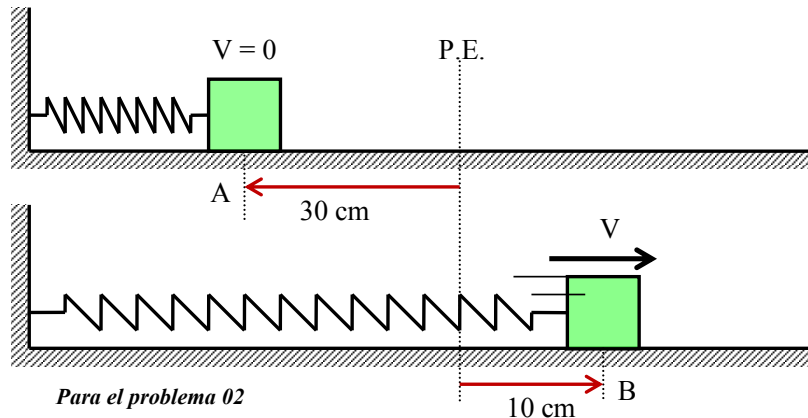 V = 0
P.E.
A
30 cm
V
Para el problema 02
B
10 cm